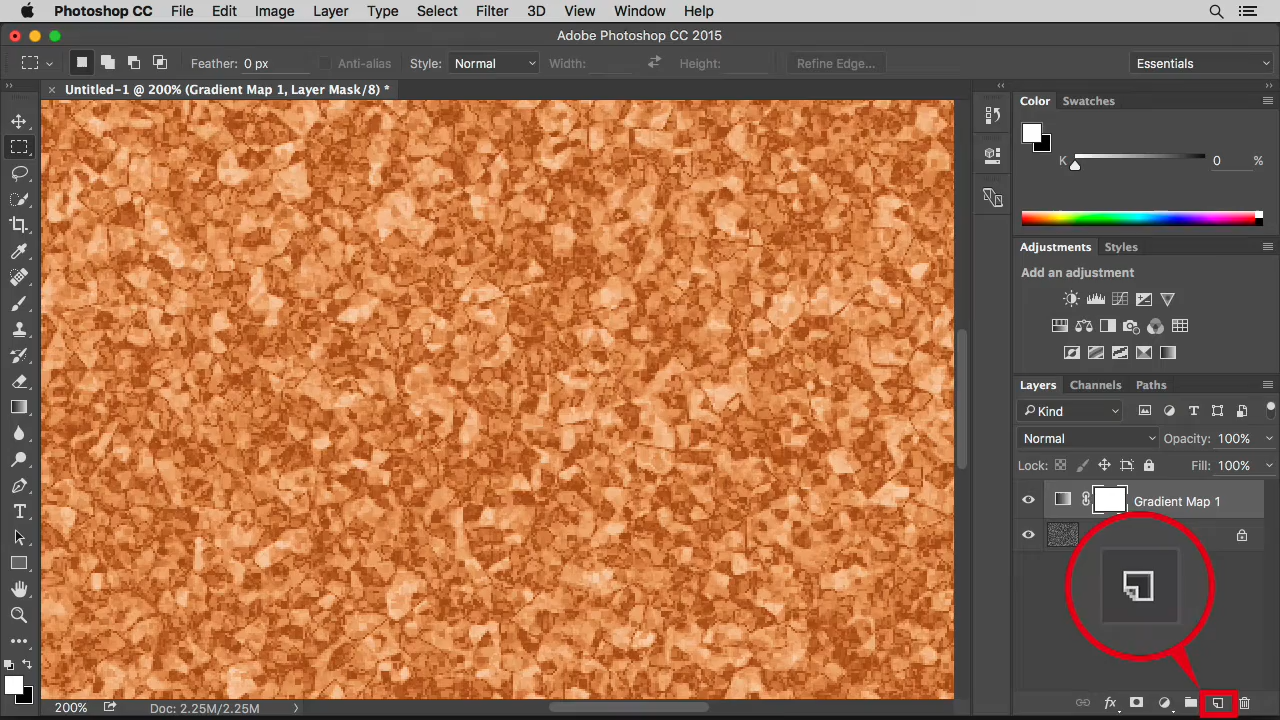 Photoshop CC File Edit Image Layer Type Select Filter 3D View Window Help
Adobe Photoshop CC 2015
Feather: 0 px Anti-alias Style: Normal Width: Height: Refine Edge... Essentials
Untitled-1 @ 200% (Gradient Map 1, Layer Mask/8) *
Color Swatches
K 0 %
Adjustments Styles
Add an adjustment
Layers Channels Paths
Kind
Normal Opacity: 100%
Lock: Fill: 100%
Gradient Map 1
fx
200% Doc: 2.25M/2.25M